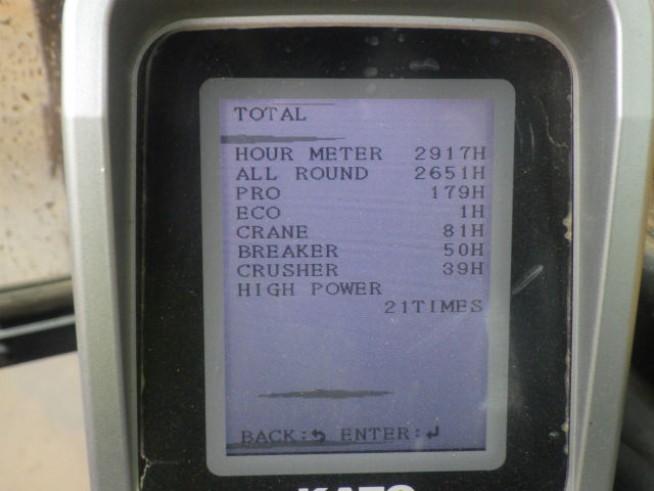 TOTAL
HOUR METER 2917H
ALL ROUND 2651H
PRO 179H
ECO 1H
CRANE 81H
BREAKER 50H
CRUSHER 39H
HIGH POWER
21TIMES
BACK:↶ ENTER:↵
KATO